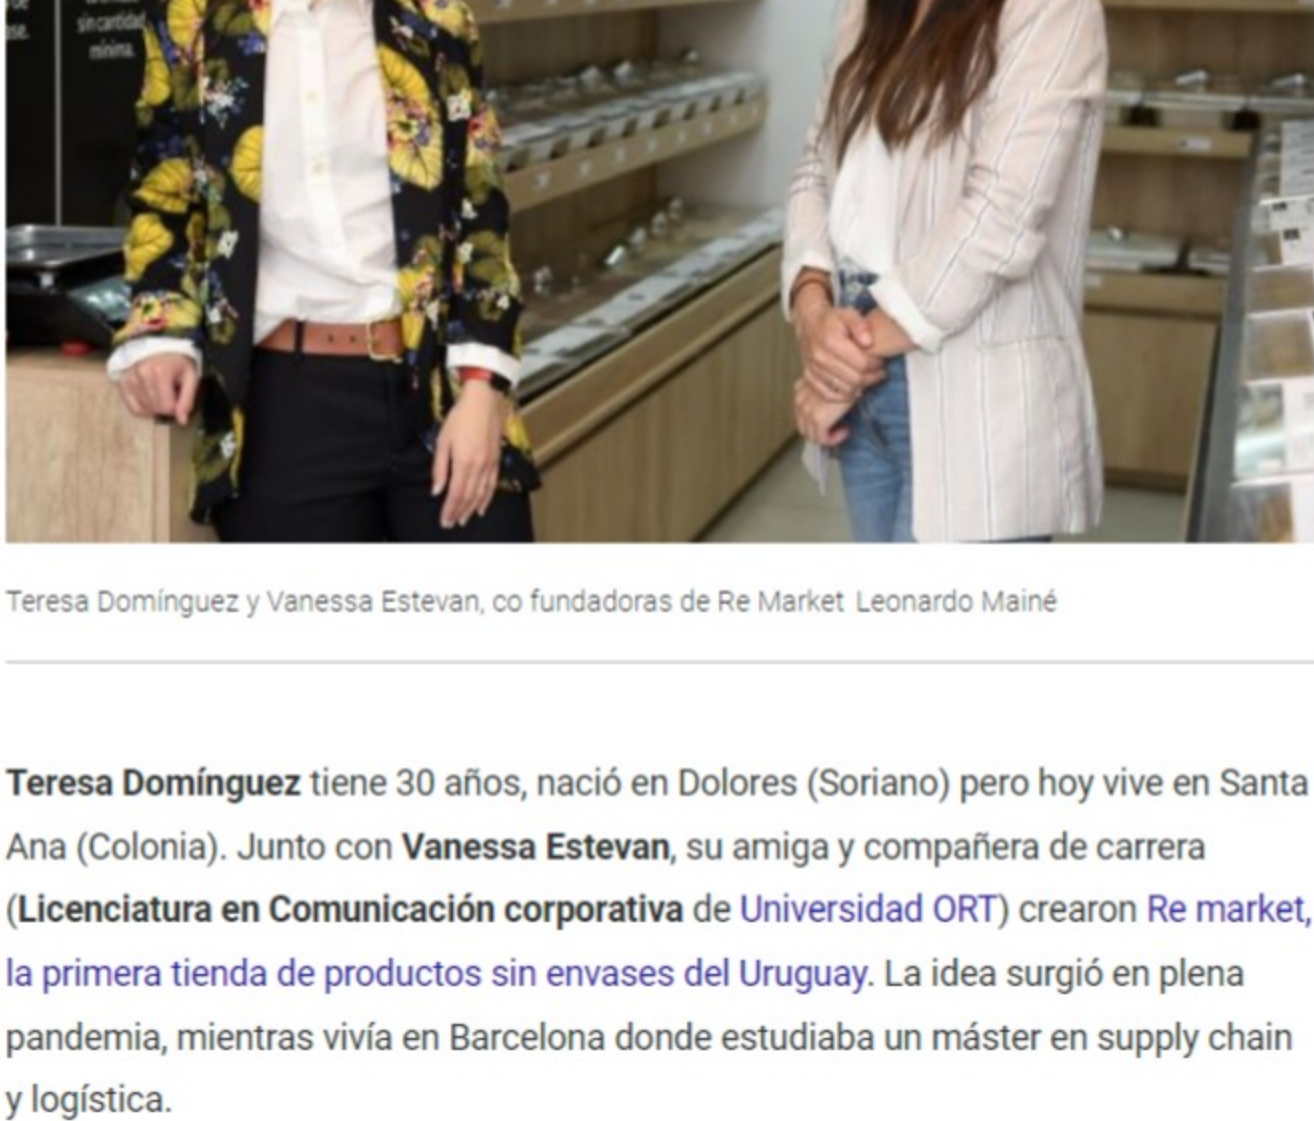 se.
sin cantidad
mínima.
Teresa Domínguez y Vanessa Estevan, co fundadoras de Re Market Leonardo Mainé
Teresa Domínguez tiene 30 años, nació en Dolores (Soriano) pero hoy vive en Santa
Ana (Colonia). Junto con Vanessa Estevan, su amiga y compañera de carrera
(Licenciatura en Comunicación corporativa de Universidad ORT) crearon Re market,
la primera tienda de productos sin envases del Uruguay. La idea surgió en plena
pandemia, mientras vivía en Barcelona donde estudiaba un máster en supply chain
y logística.